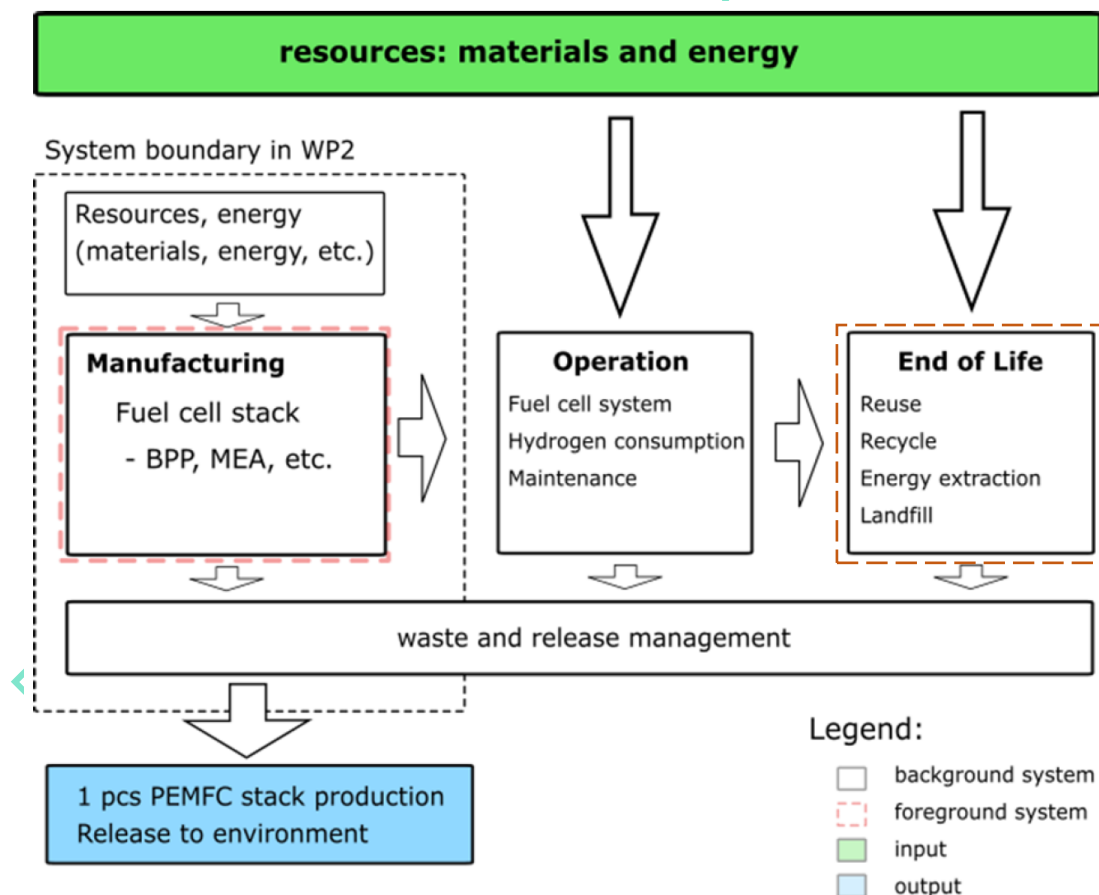 resources: materials and energy
System boundary in WP2
Resources, energy
(materials, energy, etc.)
Manufacturing
Fuel cell stack
- BPP, MEA, etc.
Operation
Fuel cell system
Hydrogen consumption
Maintenance
End of Life
Reuse
Recycle
Energy extraction
Landfill
waste and release management
1 pcs PEMFC stack production
Release to environment
Legend:
background system
foreground system
input
output